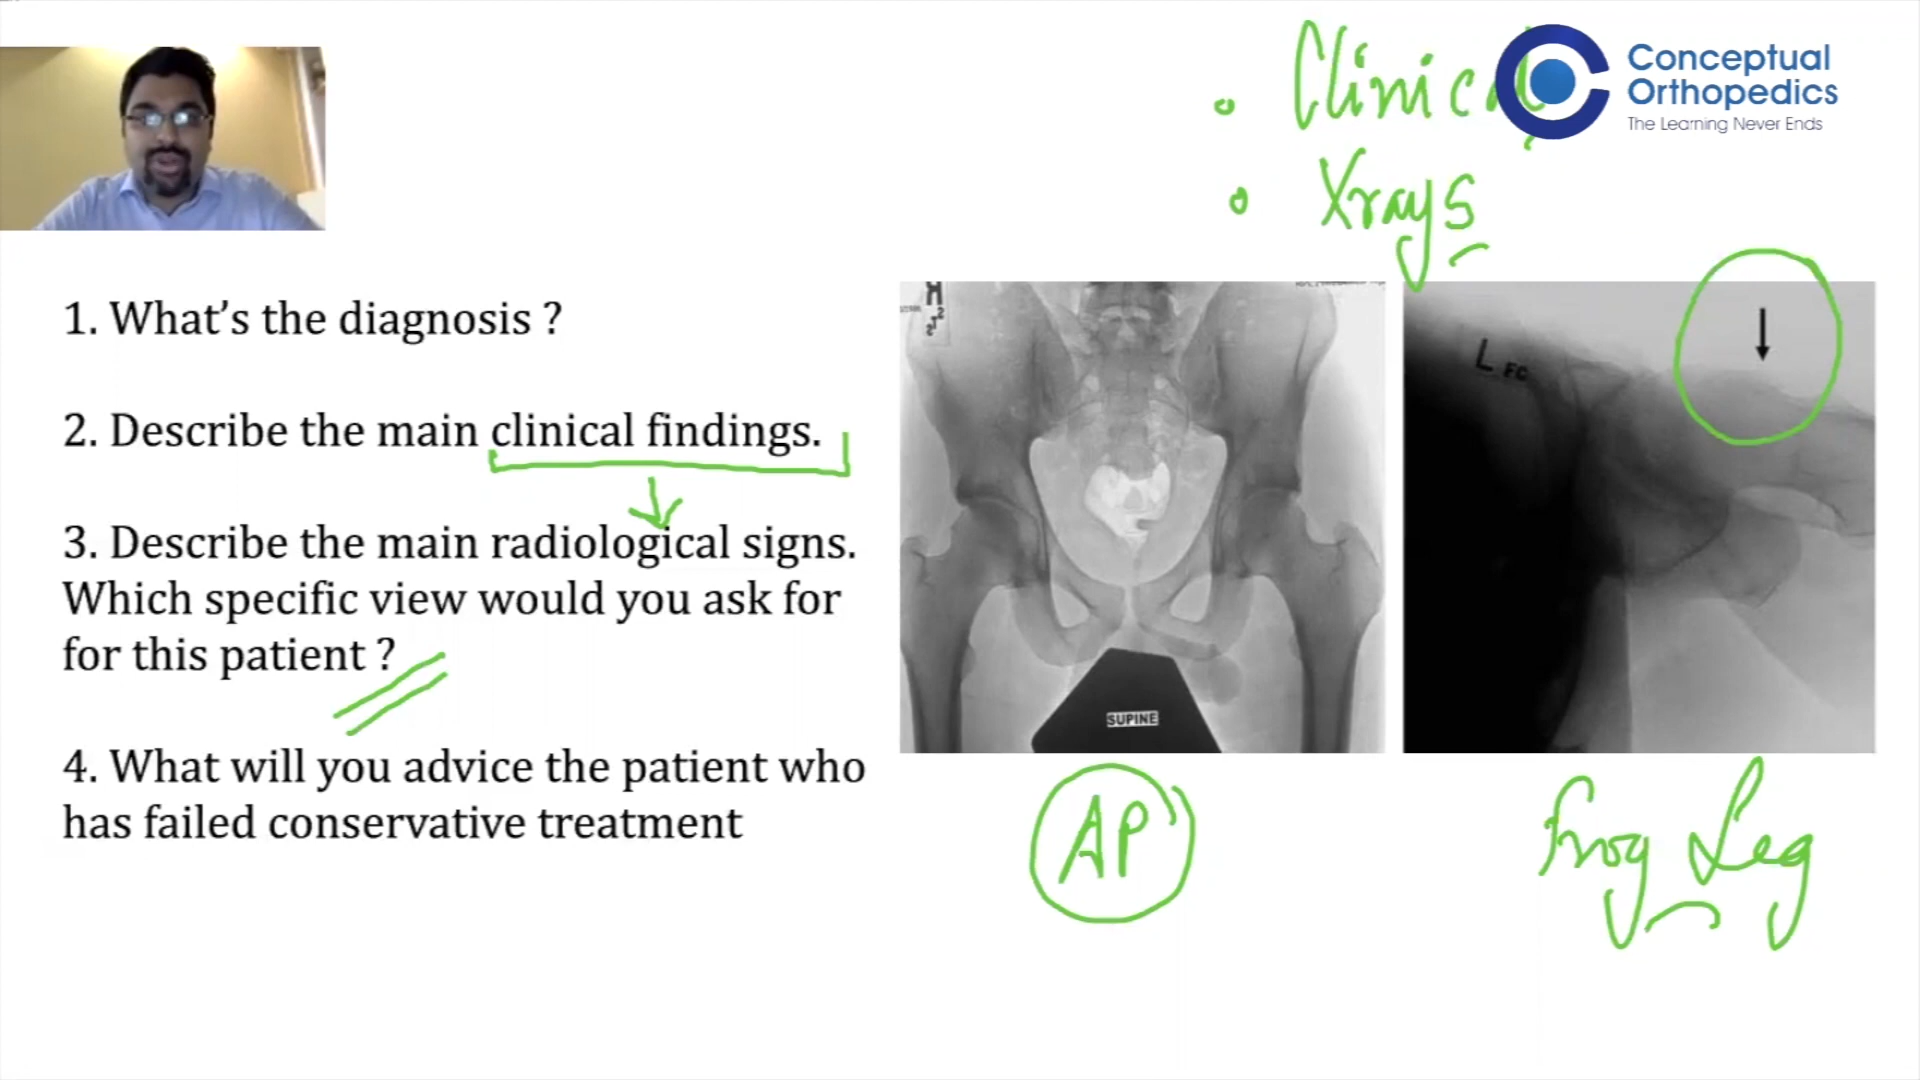 Clinical
Xrays
Conceptual
Orthopedics
The Learning Never Ends
1. What's the diagnosis ?
2. Describe the main clinical findings.
3. Describe the main radiological signs.
Which specific view would you ask for
for this patient ?
4. What will you advice the patient who
has failed conservative treatment
SUPINE
L FC
AP
Frog Leg